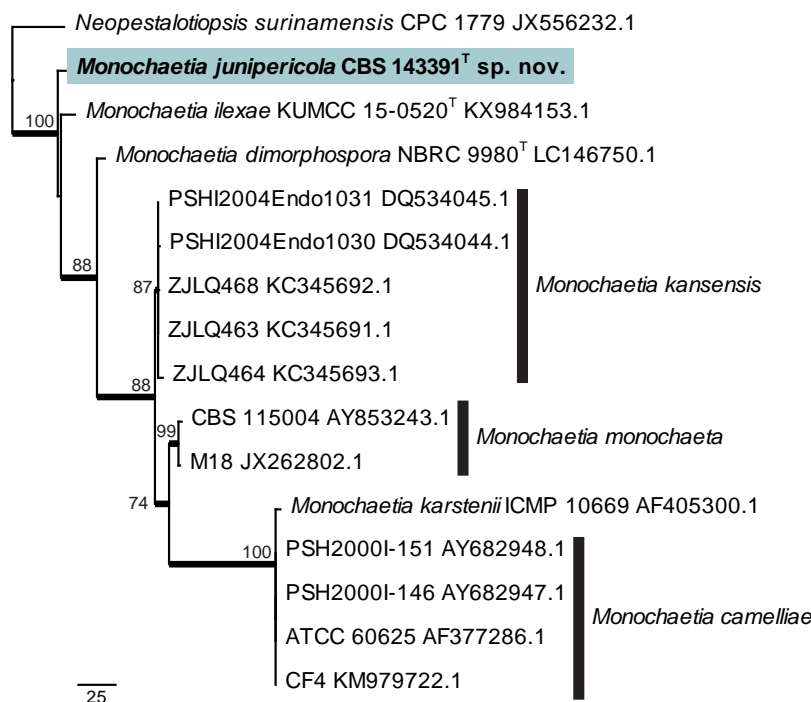 Neopestalotiopsis surinamensis CPC 1779 JX556232.1
Monochaetia junipericola CBS 143391T sp. nov.
100
Monochaetia ilexae KUMCC 15-0520T KX984153.1
Monochaetia dimorphospora NBRC 9980T LC146750.1
PSHI2004Endo1031 DQ534045.1
PSHI2004Endo1030 DQ534044.1
88
87
ZJLQ468 KC345692.1
Monochaetia kansensis
ZJLQ463 KC345691.1
ZJLQ464 KC345693.1
88
CBS 115004 AY853243.1
99
Monochaetia monochaeta
M18 JX262802.1
74
Monochaetia karstenii ICMP 10669 AF405300.1
100
PSH2000I-151 AY682948.1
PSH2000I-146 AY682947.1
Monochaetia camelliae
ATCC 60625 AF377286.1
CF4 KM979722.1
25